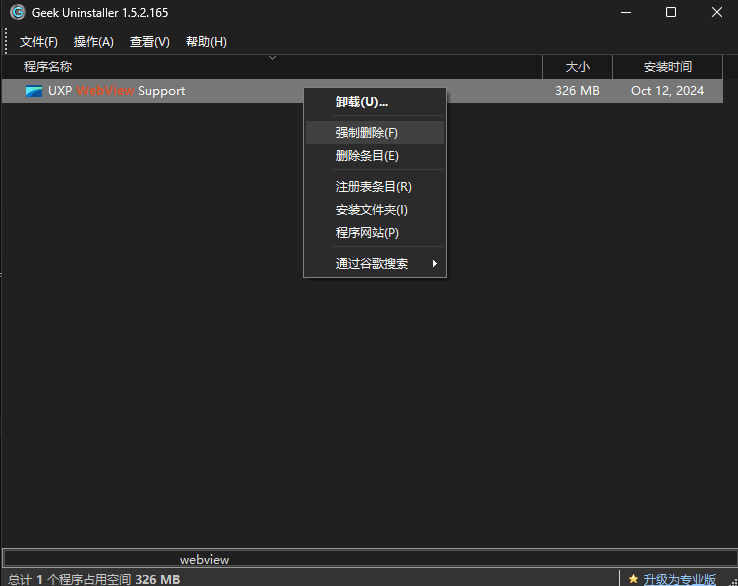 Geek Uninstaller 1.5.2.165
文件(F) 操作(A) 查看(V) 帮助(H)
程序名称 大小 安装时间
UXP WebView Support 326 MB Oct 12, 2024
卸载(U)...
强制删除(F)
删除条目(E)
注册表条目(R)
安装文件夹(I)
程序网站(P)
通过谷歌搜索
webview
总计 1 个程序占用空间 326 MB 升级为专业版